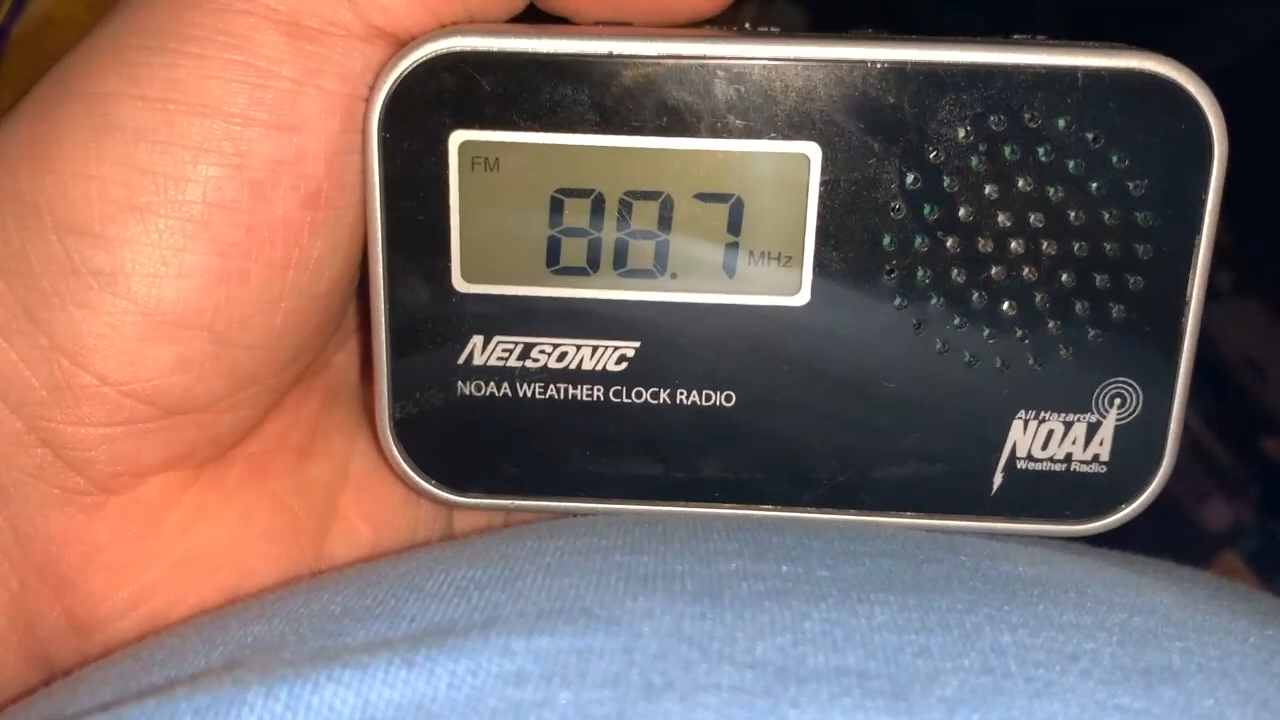 FM
88.7 MHz
NELSONIC
NOAA WEATHER CLOCK RADIO
All Hazards
NOAA
Weather Radio